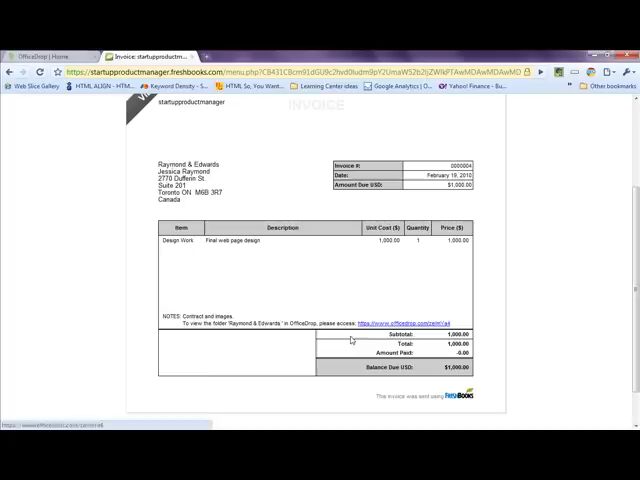 OfficeDrop | Home
Invoice: startupproductm...
https://startupproductmanager.freshbooks.com/menu.php?
Web Slice Gallery
HTML ALIGN - HTM...
Keyword Density - S...
HTML So, You Want...
Learning Center ideas
Google Analytics | O...
Yahoo! Finance - Bu...
Other bookmarks
startupproductmanager
INVOICE
Raymond & Edwards
Jessica Raymond
2770 Dufferin St.
Suite 201
Toronto ON M6B 3R7
Canada
Invoice #: 0000004
Date: February 19, 2010
Amount Due USD: $1,000.00
Item Description Unit Cost ($) Quantity Price ($)
Design Work Final web page design 1,000.00 1 1,000.00
NOTES: Contract and images.
To view the folder 'Raymond & Edwards ' in OfficeDrop, please access:
Subtotal: 1,000.00
Total: 1,000.00
Amount Paid: -0.00
Balance Due USD: $1,000.00
This invoice was sent using FRESHBOOKS